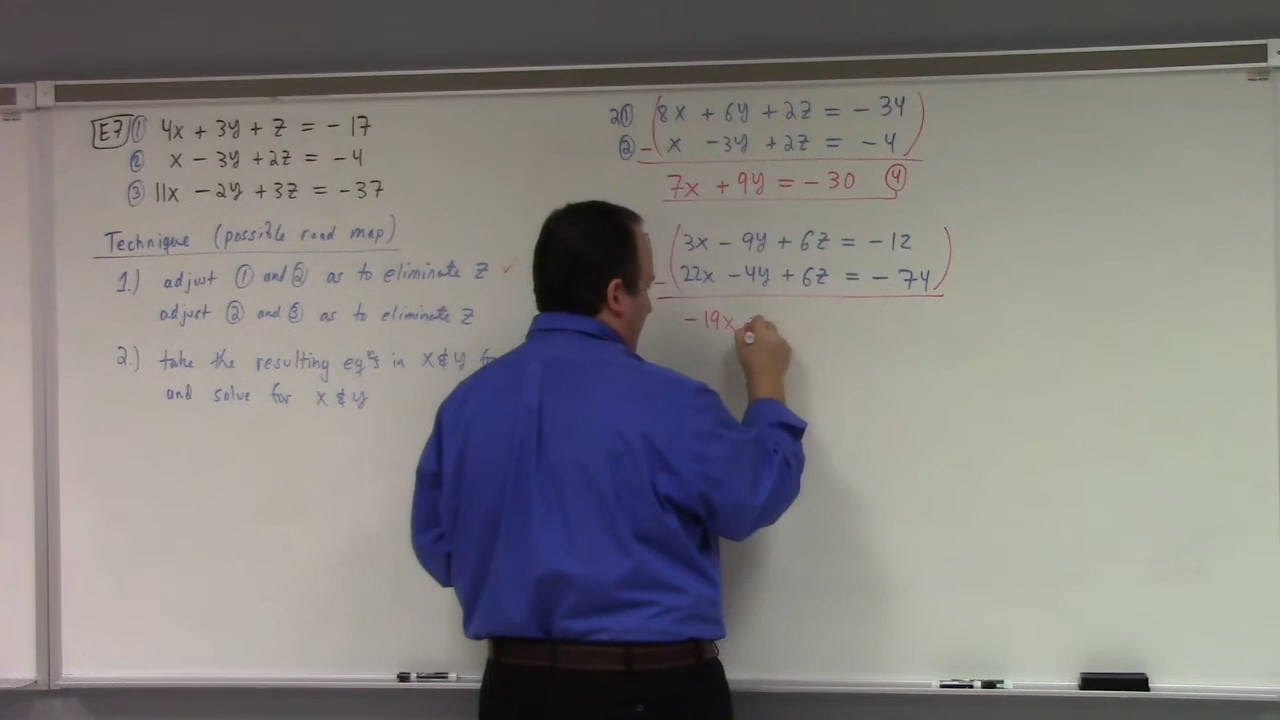 E7 ① 4x + 3y + z = -17
② x - 3y + 2z = -4
③ 11x - 2y + 3z = -37
Technique (possible road map)
1.) adjust ① and ② as to eliminate z ✓
adjust ② and ③ as to eliminate z
2.) take the resulting eqⁿs in x & y
and solve for x & y
2① (8x + 6y + 2z = -34
② - x - 3y + 2z = -4)
7x + 9y = -30 ④
(3x - 9y + 6z = -12
- 22x - 4y + 6z = -74)
-19x